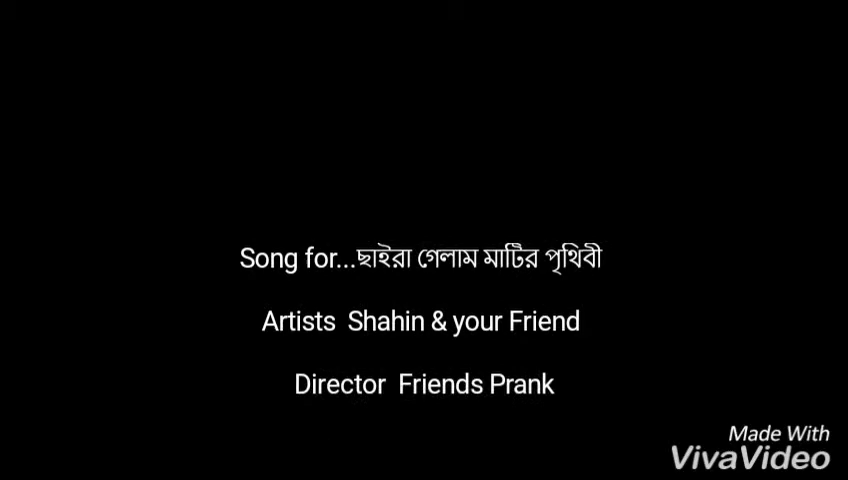 Song for...ছাইরা গেলাম মাটির পৃথিবী
Artists Shahin & your Friend
Director Friends Prank
Made With
VivaVideo